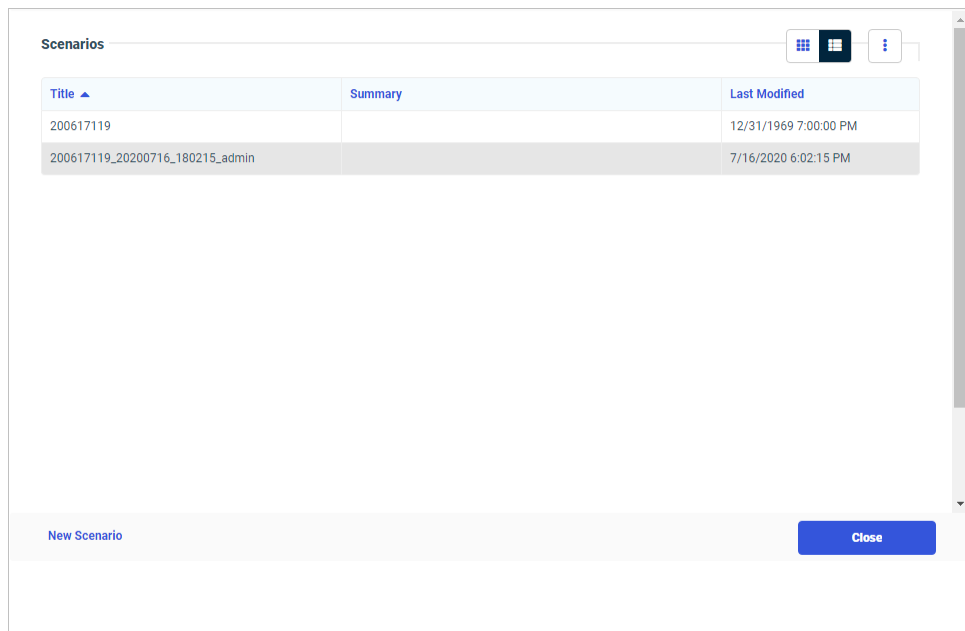 Scenarios
Title Summary Last Modified
200617119 12/31/1969 7:00:00 PM
200617119_20200716_180215_admin 7/16/2020 6:02:15 PM
New Scenario Close